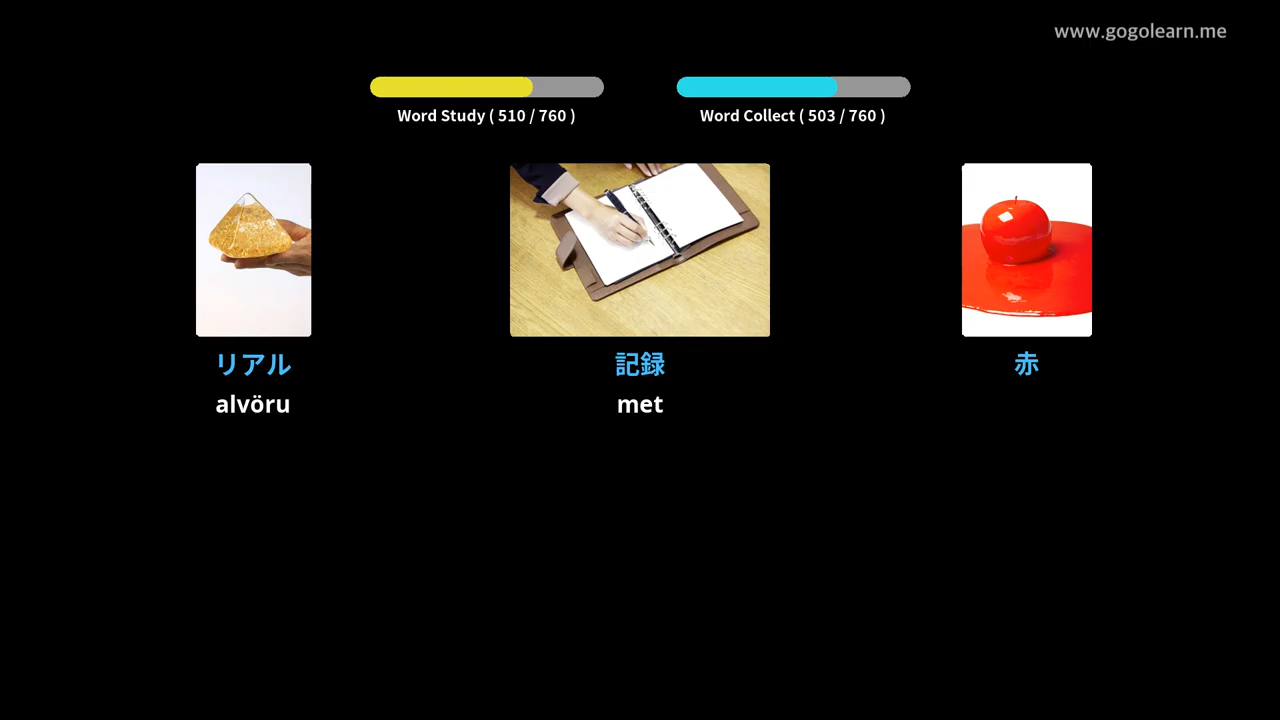 www.gogolearn.me
Word Study ( 510 / 760 )
Word Collect ( 503 / 760 )
リアル
記録
赤
alvöru
met